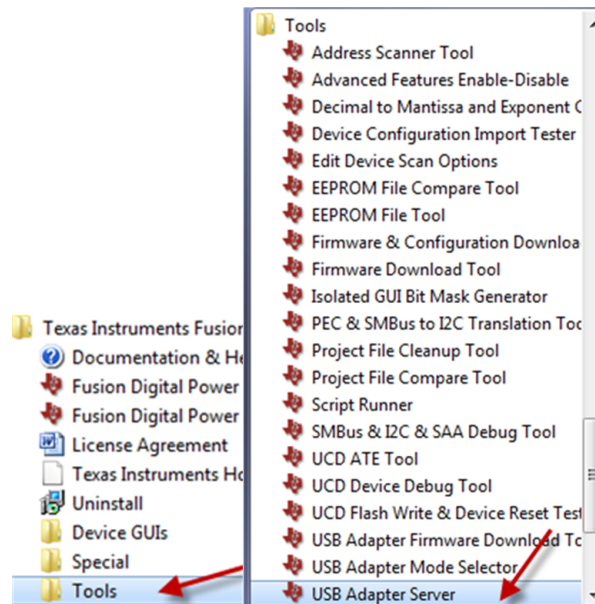 Texas Instruments Fusion
Documentation & He
Fusion Digital Power
Fusion Digital Power
License Agreement
Texas Instruments Ho
Uninstall
Device GUIs
Special
Tools
Tools
Address Scanner Tool
Advanced Features Enable-Disable
Decimal to Mantissa and Exponent C
Device Configuration Import Tester
Edit Device Scan Options
EEPROM File Compare Tool
EEPROM File Tool
Firmware & Configuration Downloa
Firmware Download Tool
Isolated GUI Bit Mask Generator
PEC & SMBus to I2C Translation Too
Project File Cleanup Tool
Project File Compare Tool
Script Runner
SMBus & I2C & SAA Debug Tool
UCD ATE Tool
UCD Device Debug Tool
UCD Flash Write & Device Reset Test
USB Adapter Firmware Download To
USB Adapter Mode Selector
USB Adapter Server